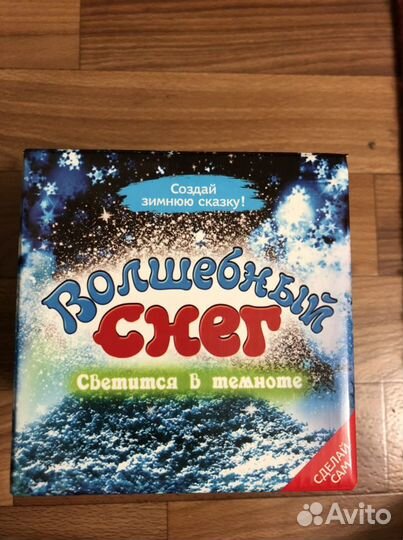 Создай
зимнюю сказку!
Волшебный
снег
Светится в темноте
СДЕЛАЙ
САМ
Avito